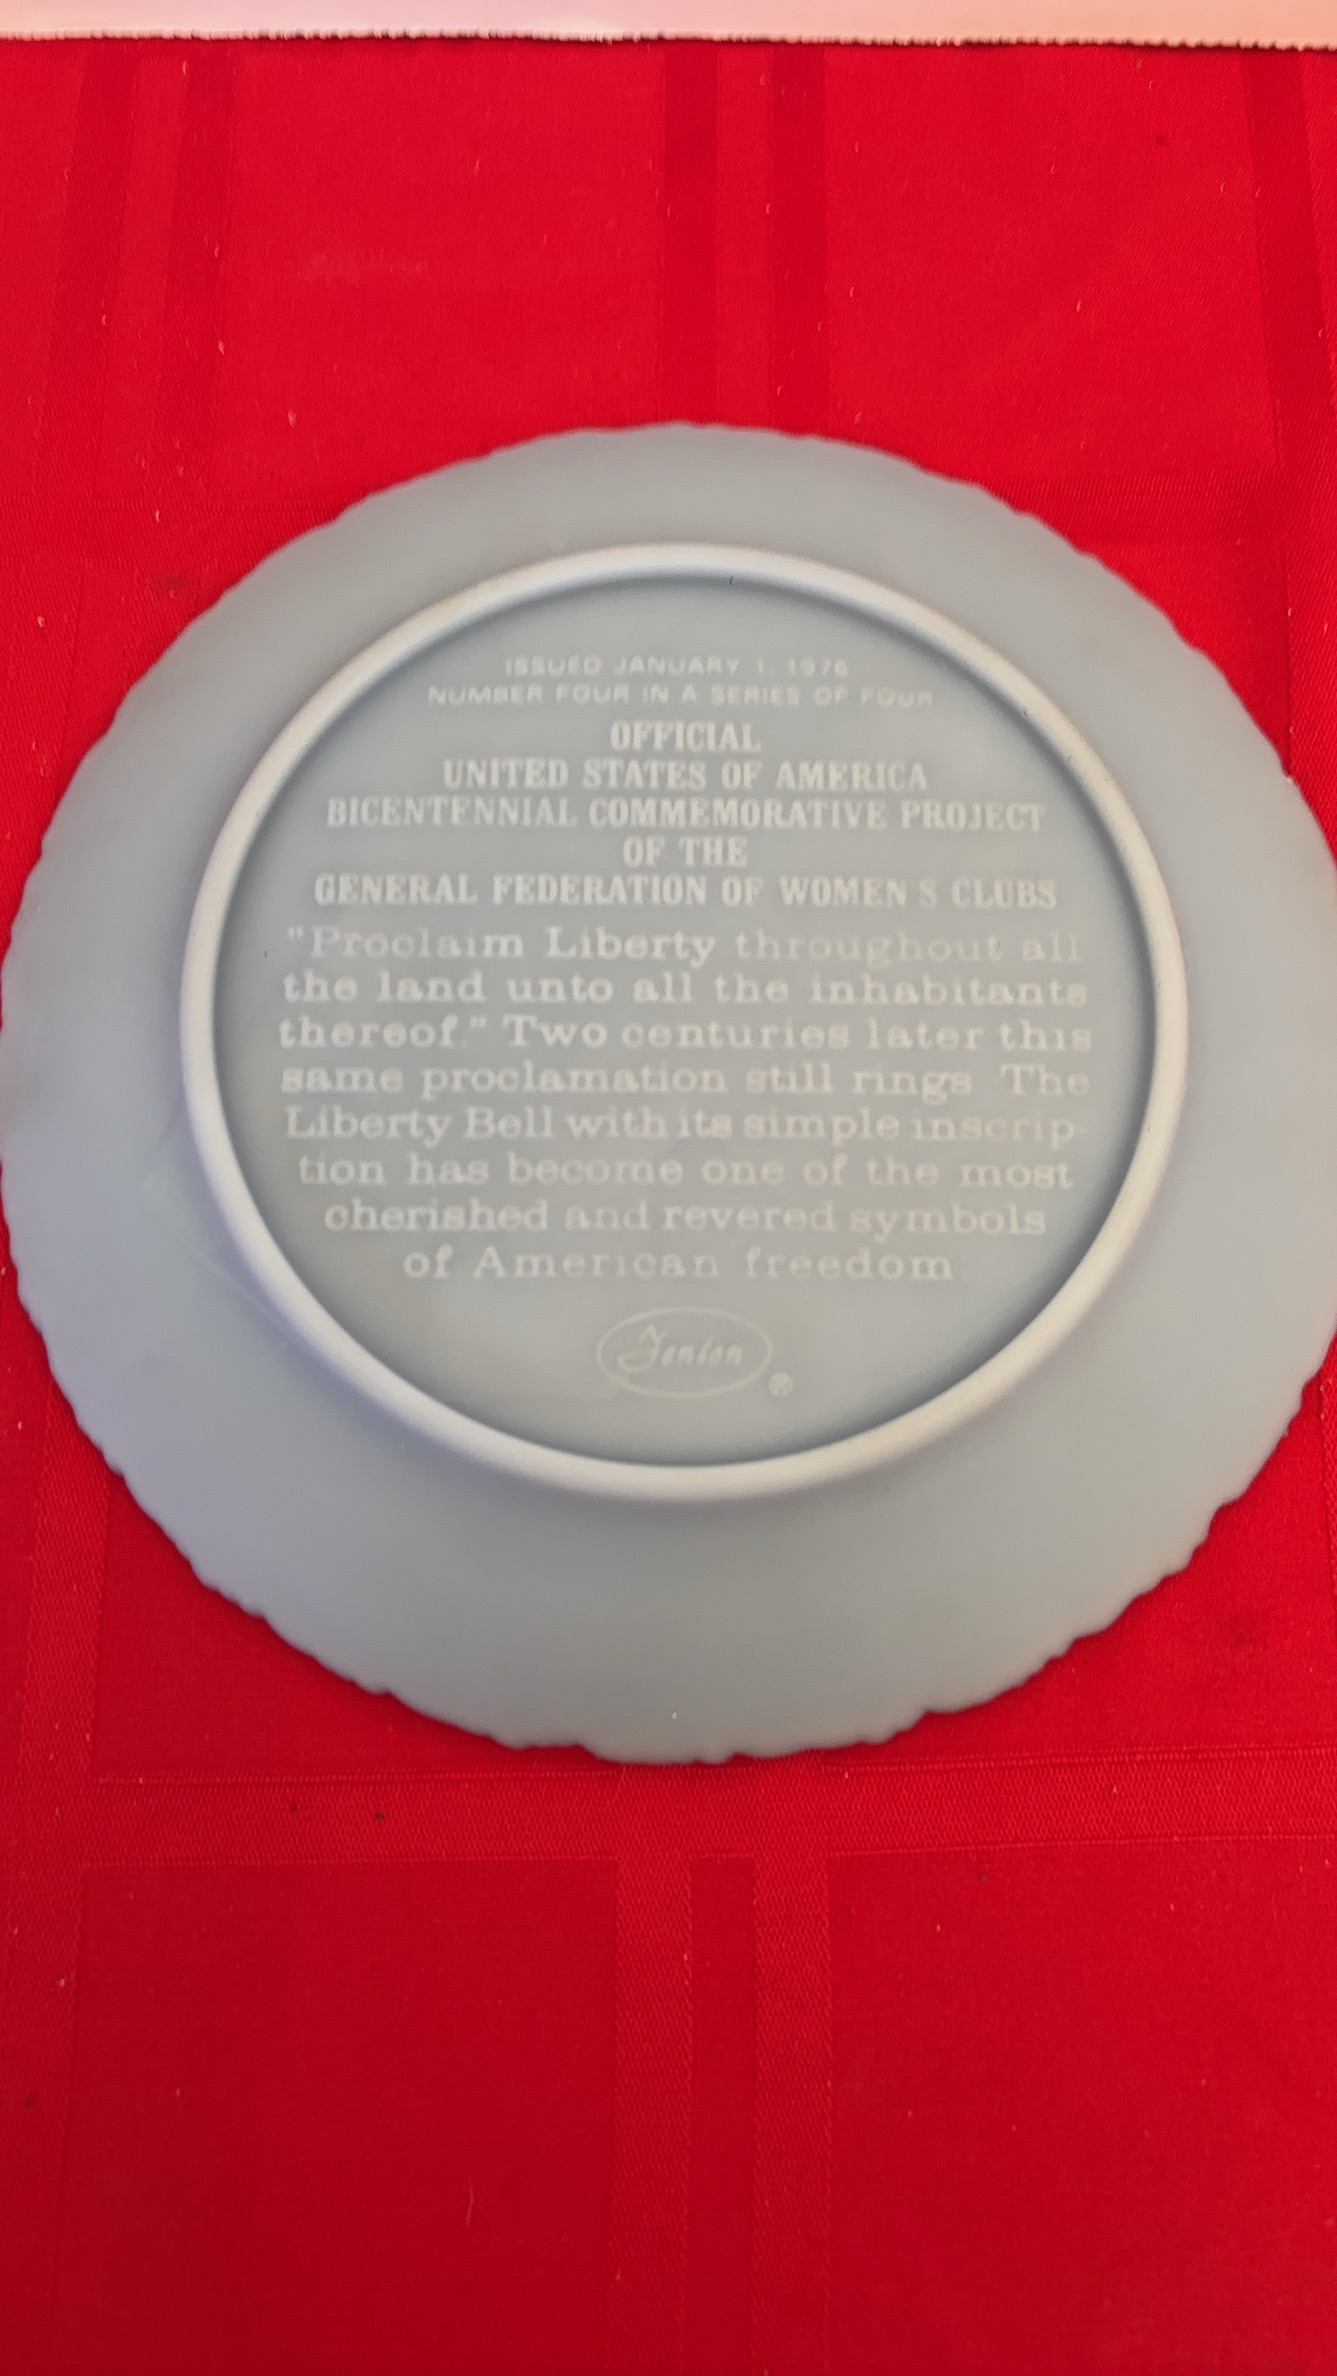 ISSUED JANUARY 1, 1976
NUMBER FOUR IN A SERIES OF FOUR
OFFICIAL
UNITED STATES OF AMERICA
BICENTENNIAL COMMEMORATIVE PROJECT
OF THE
GENERAL FEDERATION OF WOMEN'S CLUBS
"Proclaim Liberty throughout all
the land unto all the inhabitants
thereof." Two centuries later this
same proclamation still rings. The
Liberty Bell with its simple inscrip-
tion has become one of the most
cherished and revered symbols
of American freedom.
Fenton ®